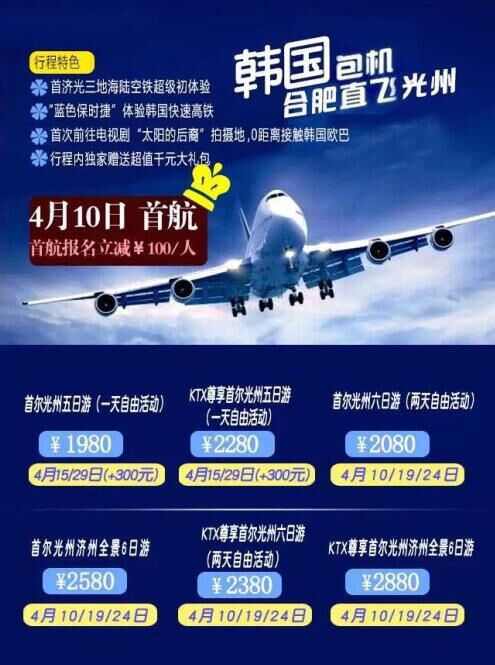 行程特色
首济光三地海陆空铁超级初体验
"蓝色保时捷"体验韩国快速高铁
首次前往电视剧"太阳的后裔"拍摄地,0距离接触韩国欧巴
行程内独家赠送超值千元大礼包
韩国包机
合肥直飞光州
4月10日 首航
首航报名立减¥100/人
首尔光州五日游(一天自由活动)
¥1980
4月15/29日(+300元)
KTX尊享首尔光州五日游
(一天自由活动)
¥2280
4月15/29日(+300元)
首尔光州六日游(两天自由活动)
¥2080
4月 10/19/24日
首尔光州济州全景6日游
¥2580
4月10/19/24日
KTX尊享首尔光州六日游
(两天自由活动)
¥2380
4月10/19/24日
KTX尊享首尔光州济州全景6日游
¥2880
4月10/19/24日